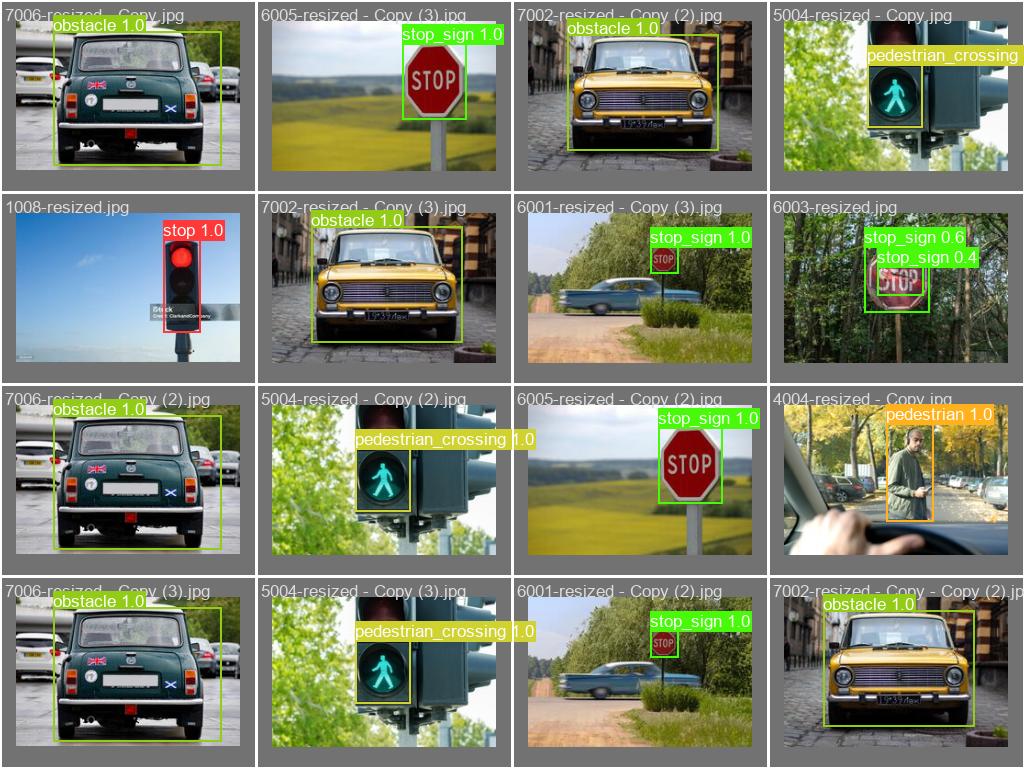 7006-resized - Copy.jpg
obstacle 1.0
6005-resized - Copy (3).jpg
stop_sign 1.0
STOP
7002-resized - Copy (2).jpg
obstacle 1.0
5004-resized - Copy.jpg
pedestrian_crossing
1008-resized.jpg
stop 1.0
iStock
Credit: ClarkandCompany
7002-resized - Copy (3).jpg
obstacle 1.0
6001-resized - Copy (3).jpg
stop_sign 1.0
STOP
6003-resized.jpg
stop_sign 0.6
stop_sign 0.4
STOP
7006-resized - Copy (2).jpg
obstacle 1.0
5004-resized - Copy (2).jpg
pedestrian_crossing 1.0
6005-resized - Copy (2).jpg
stop_sign 1.0
STOP
4004-resized - Copy.jpg
pedestrian 1.0
7006-resized - Copy (3).jpg
obstacle 1.0
5004-resized - Copy (3).jpg
pedestrian_crossing 1.0
6001-resized - Copy (2).jpg
stop_sign 1.0
STOP
7002-resized - Copy - Copy (2).jp
obstacle 1.0